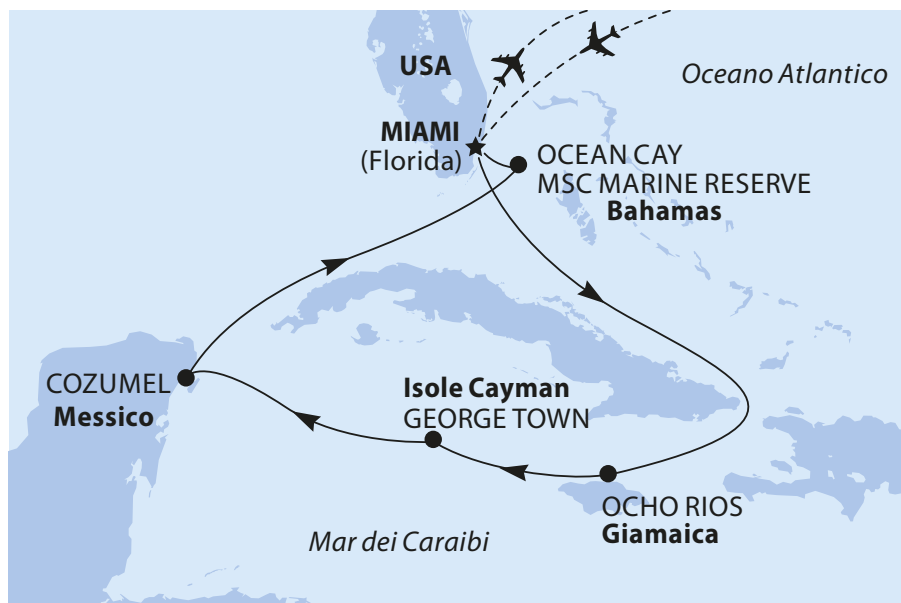 USA
Oceano Atlantico
MIAMI
(Florida)
OCEAN CAY
MSC MARINE RESERVE
Bahamas
COZUMEL
Messico
Isole Cayman
GEORGE TOWN
OCHO RIOS
Giamaica
Mar dei Caraibi